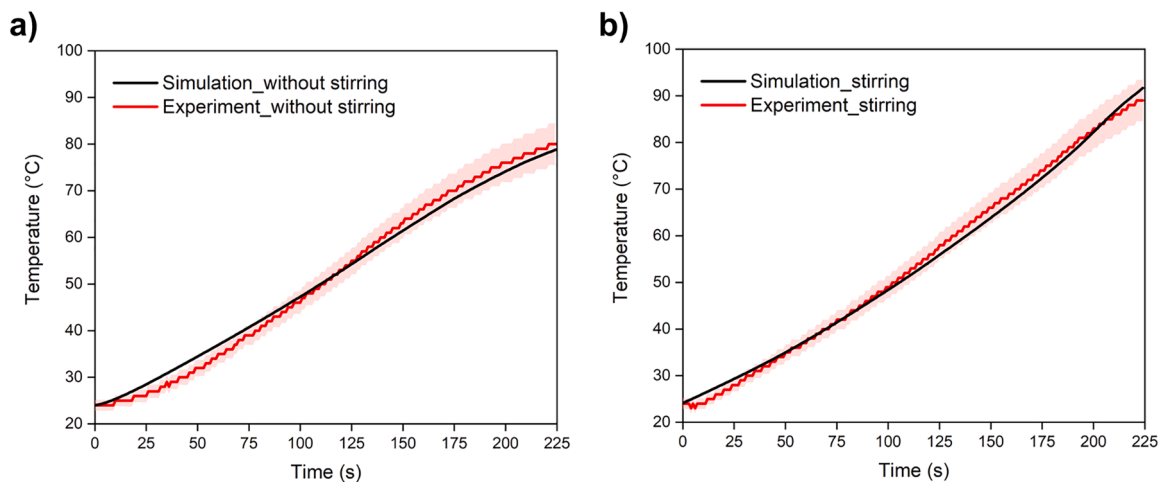 a)
100
90
80
70
60
50
40
30
20
Temperature (°C)
Simulation_without stirring
Experiment_without stirring
0 25 50 75 100 125 150 175 200 225
Time (s)
b)
100
90
80
70
60
50
40
30
20
Temperature (°C)
Simulation_stirring
Experiment_stirring
0 25 50 75 100 125 150 175 200 225
Time (s)